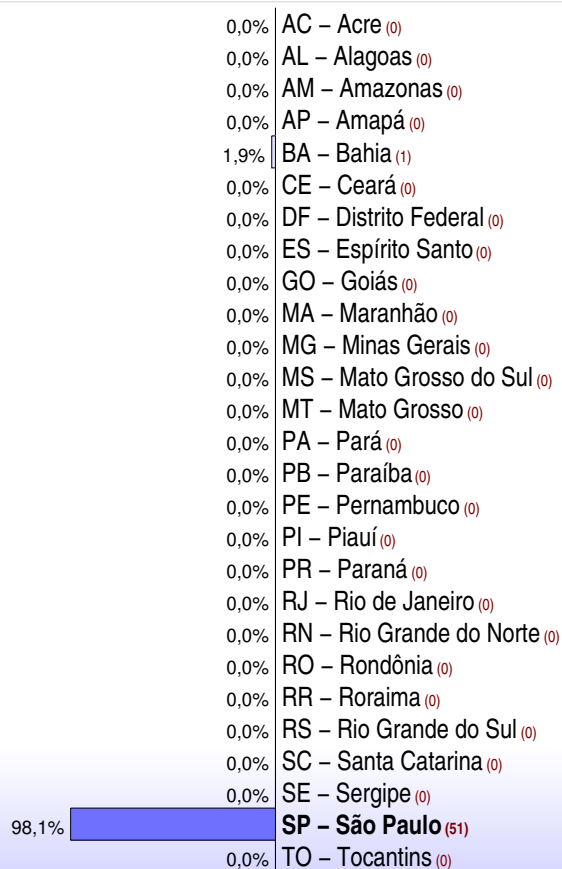 0,0% AC – Acre (0)
0,0% AL – Alagoas (0)
0,0% AM – Amazonas (0)
0,0% AP – Amapá (0)
1,9% BA – Bahia (1)
0,0% CE – Ceará (0)
0,0% DF – Distrito Federal (0)
0,0% ES – Espírito Santo (0)
0,0% GO – Goiás (0)
0,0% MA – Maranhão (0)
0,0% MG – Minas Gerais (0)
0,0% MS – Mato Grosso do Sul (0)
0,0% MT – Mato Grosso (0)
0,0% PA – Pará (0)
0,0% PB – Paraíba (0)
0,0% PE – Pernambuco (0)
0,0% PI – Piauí (0)
0,0% PR – Paraná (0)
0,0% RJ – Rio de Janeiro (0)
0,0% RN – Rio Grande do Norte (0)
0,0% RO – Rondônia (0)
0,0% RR – Roraima (0)
0,0% RS – Rio Grande do Sul (0)
0,0% SC – Santa Catarina (0)
0,0% SE – Sergipe (0)
98,1% SP – São Paulo (51)
0,0% TO – Tocantins (0)